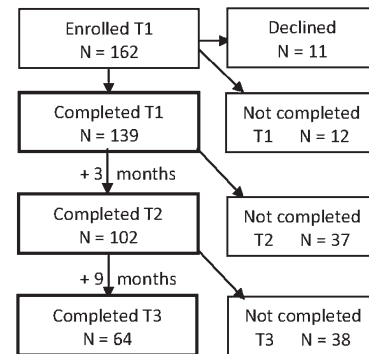 Enrolled T1
N = 162
Declined
N = 11
Completed T1
N = 139
Not completed
T1 N = 12
+ 3 months
Completed T2
N = 102
Not completed
T2 N = 37
+ 9 months
Completed T3
N = 64
Not completed
T3 N = 38